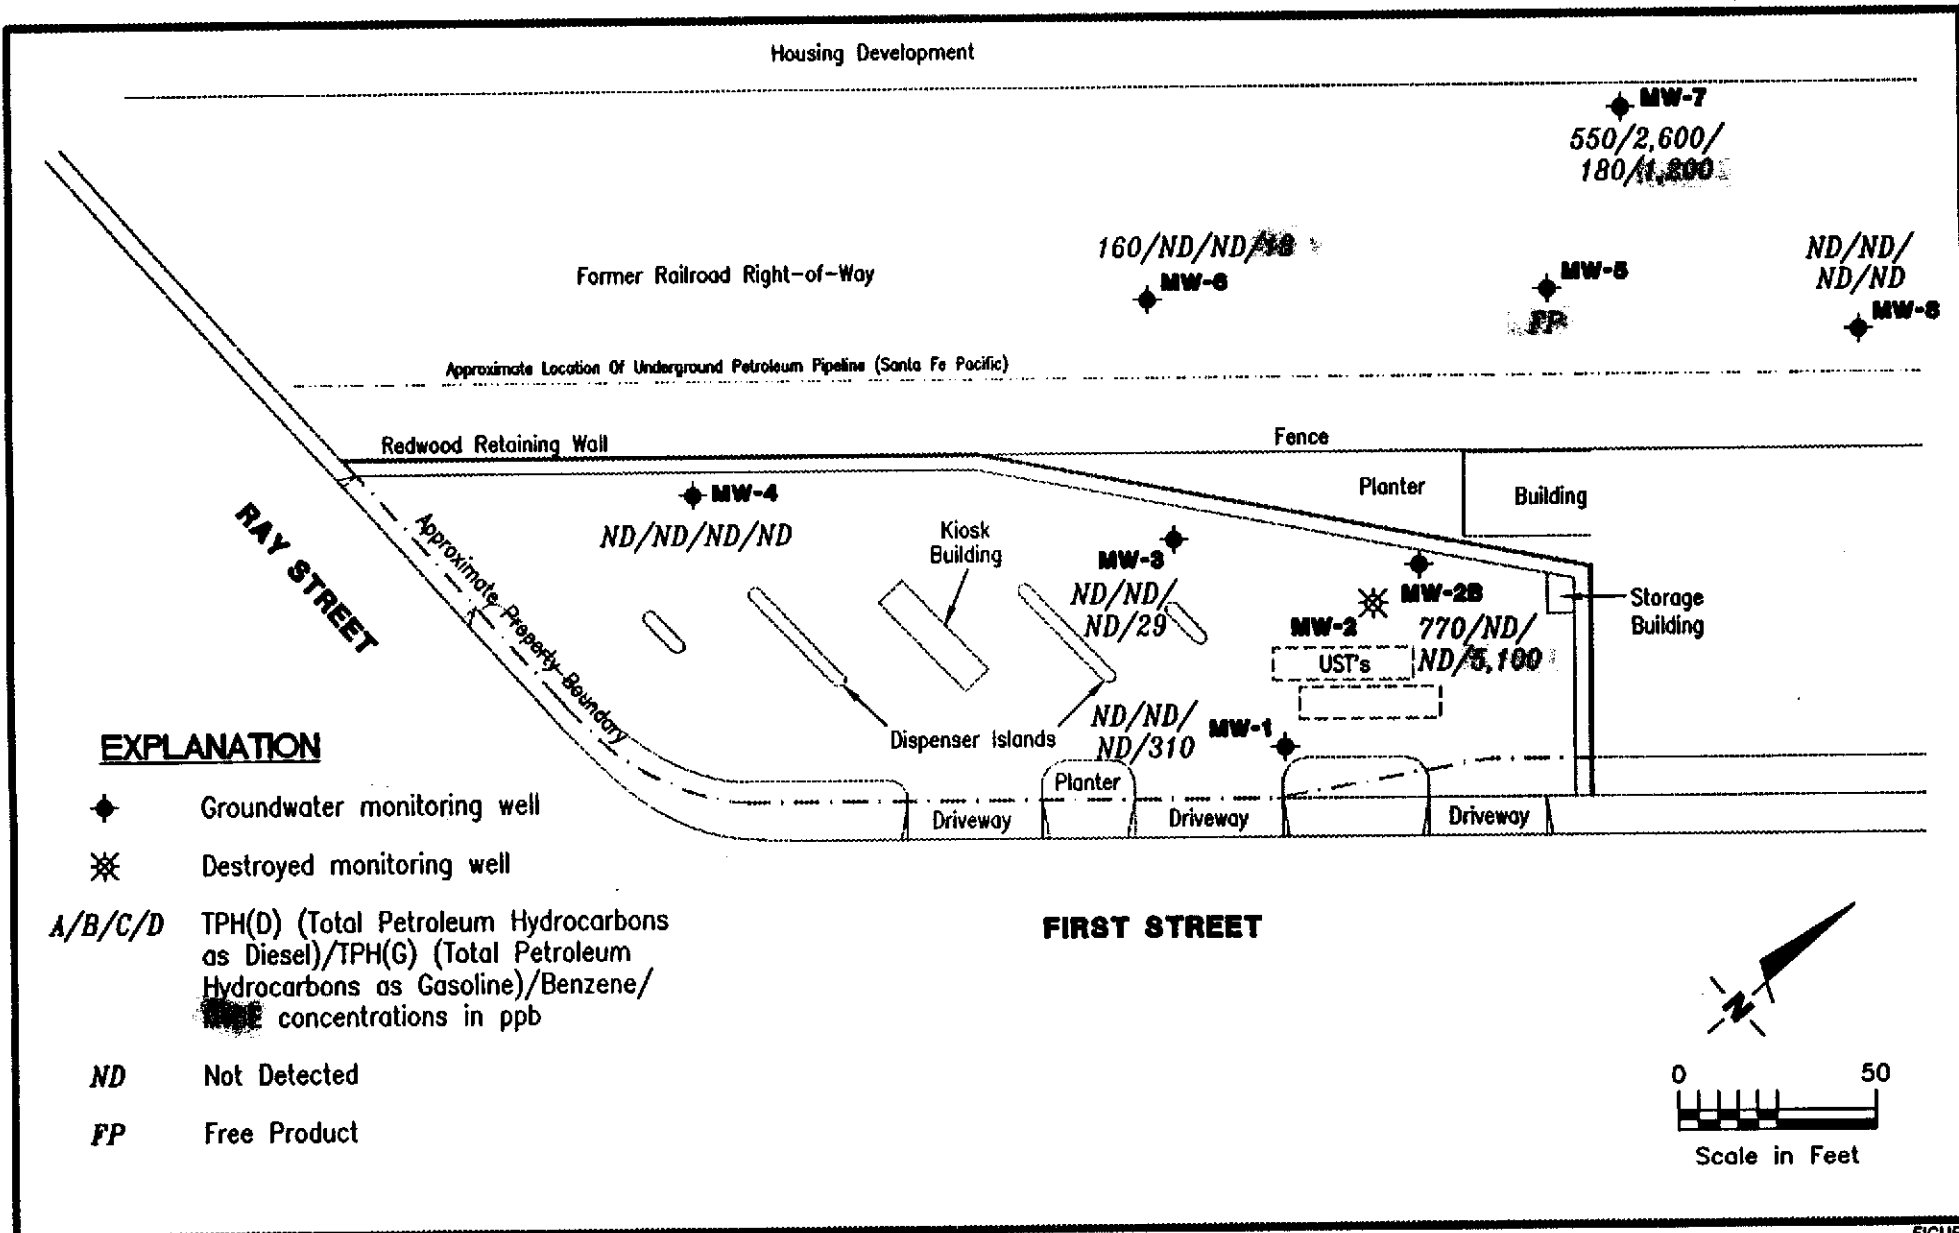 Housing Development
MW-7
550/2,600/
180/1,200
160/ND/ND/18
MW-6
Former Railroad Right-of-Way
MW-5
FP
ND/ND/
ND/ND
MW-8
Approximate Location Of Underground Petroleum Pipeline (Santa Fe Pacific)
Redwood Retaining Wall
Fence
Planter
Building
MW-4
ND/ND/ND/ND
Kiosk
Building
MW-3
ND/ND/
ND/29
MW-2B
770/ND/
ND/5,100
MW-2
UST's
Storage
Building
RAY STREET
Approximate Property Boundary
Dispenser Islands
ND/ND/
ND/310
MW-1
Planter
Driveway
Driveway
Driveway
FIRST STREET
EXPLANATION
Groundwater monitoring well
Destroyed monitoring well
A/B/C/D TPH(D) (Total Petroleum Hydrocarbons
as Diesel)/TPH(G) (Total Petroleum
Hydrocarbons as Gasoline)/Benzene/
concentrations in ppb
ND Not Detected
FP Free Product
N
0 50
Scale in Feet